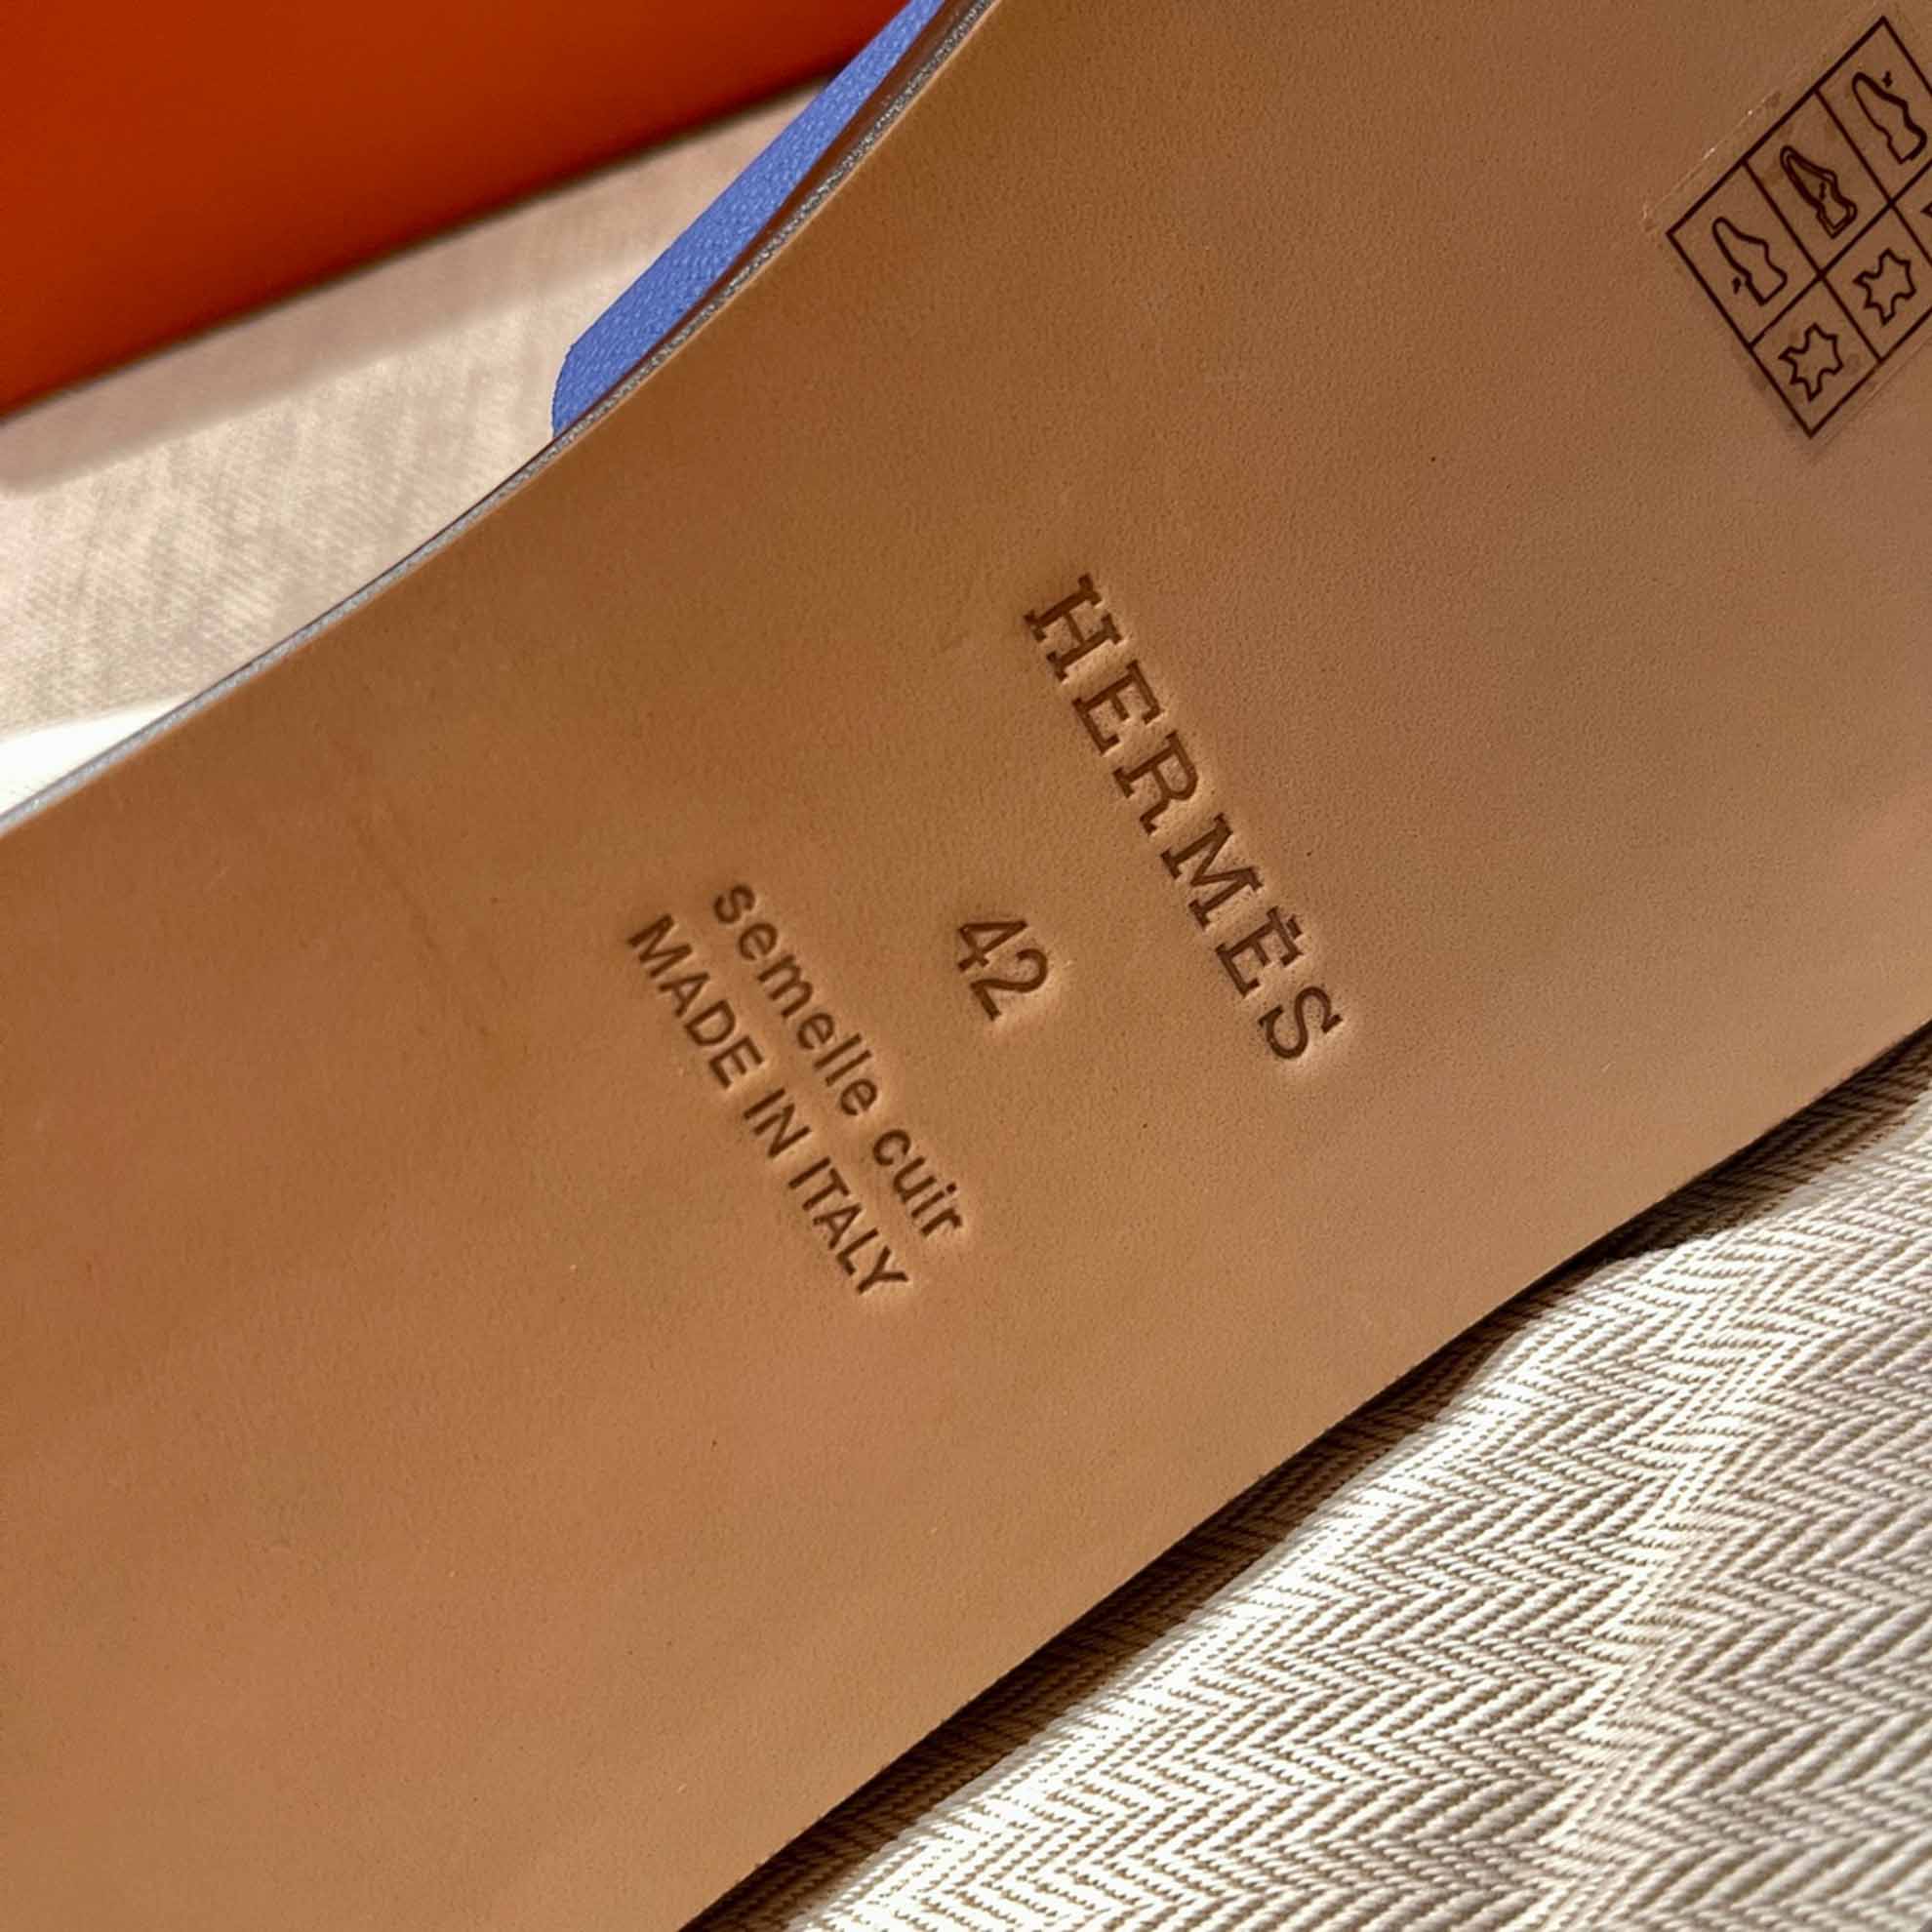 HERMÈS
42
semelle cuir
MADE IN ITALY